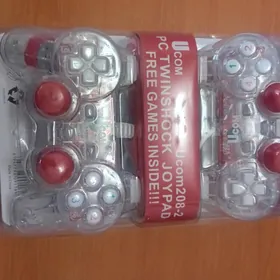 UCOM
Ucom208-2
PC TWINSHOCK JOYPAD
FREE GAMES INSIDE!!!